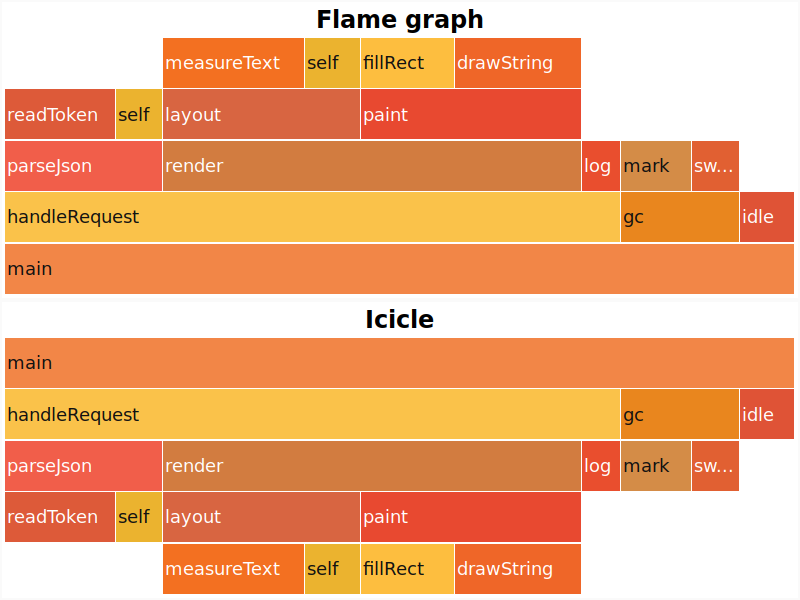 Flame graph
measureText self fillRect drawString
readToken self layout paint
parseJson render log mark sw...
handleRequest gc idle
main
Icicle
main
handleRequest gc idle
parseJson render log mark sw...
readToken self layout paint
measureText self fillRect drawString